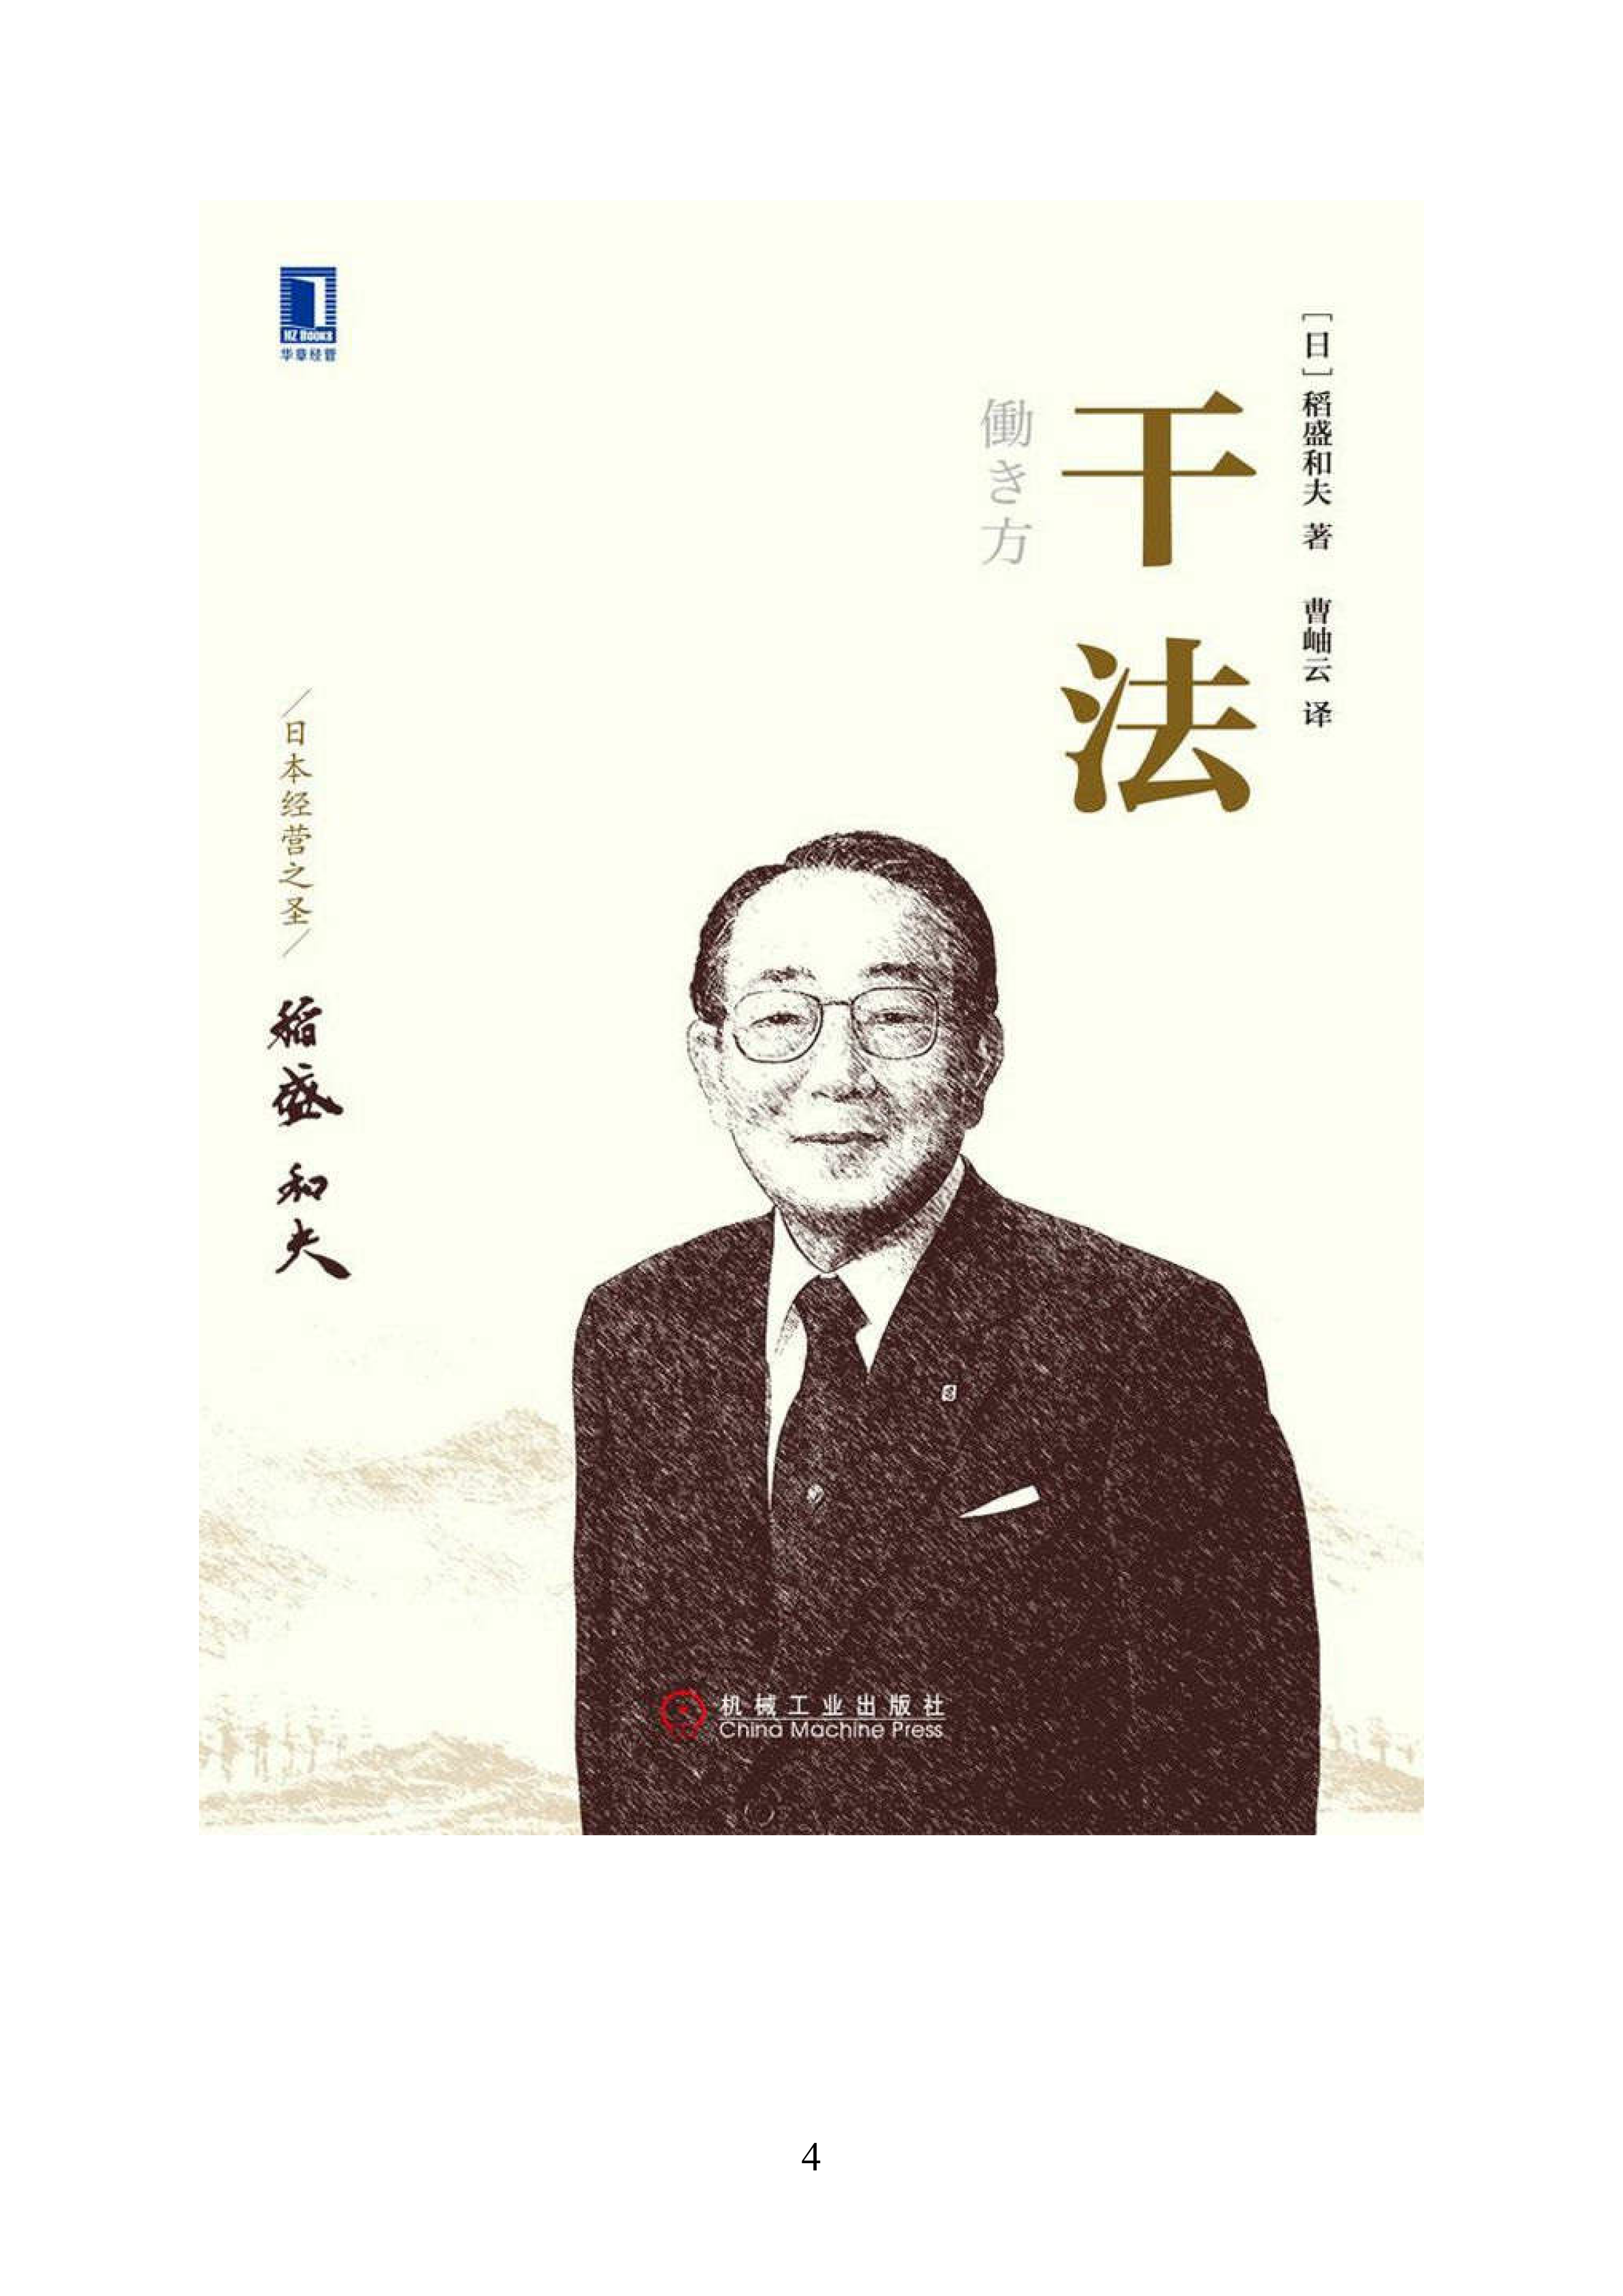 HZ Books
华章经管
[日]稻盛和夫 著 曹岫云 译
干法
働き方
/日本经营之圣/
稻盛和夫
机械工业出版社
China Machine Press
4